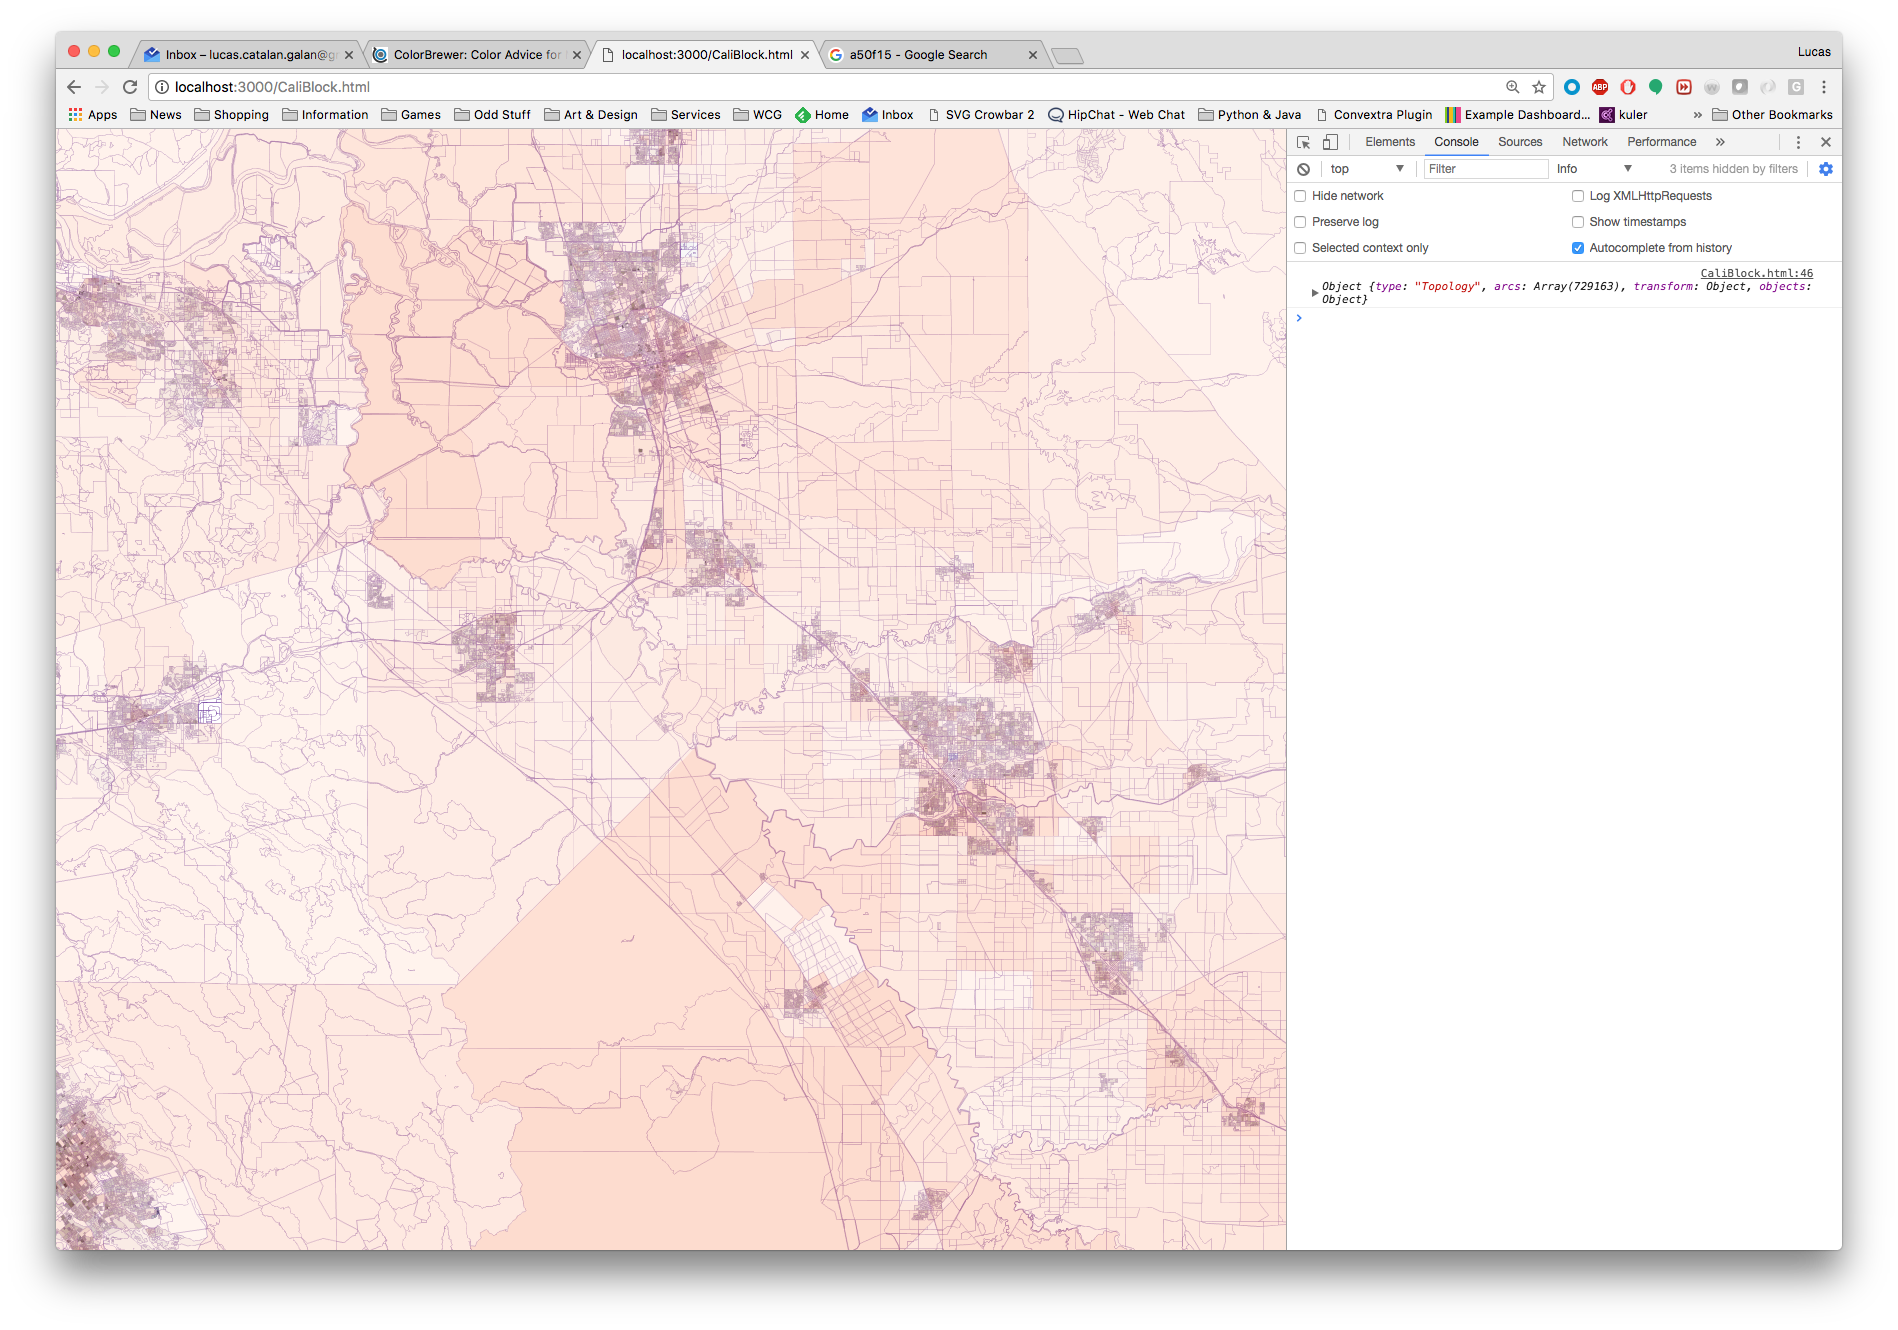 Inbox – lucas.catalan.galan@g
ColorBrewer: Color Advice for
localhost:3000/CaliBlock.html
a50f15 - Google Search
Lucas
localhost:3000/CaliBlock.html
ABP
G
Apps
News
Shopping
Information
Games
Odd Stuff
Art & Design
Services
WCG
Home
Inbox
SVG Crowbar 2
HipChat - Web Chat
Python & Java
Convextra Plugin
Example Dashboard...
kuler
»
Other Bookmarks
Elements
Console
Sources
Network
Performance
»
top
Filter
Info
3 items hidden by filters
Hide network
Log XMLHttpRequests
Preserve log
Show timestamps
Selected context only
Autocomplete from history
CaliBlock.html:46
Object {type: "Topology", arcs: Array(729163), transform: Object, objects:
Object}